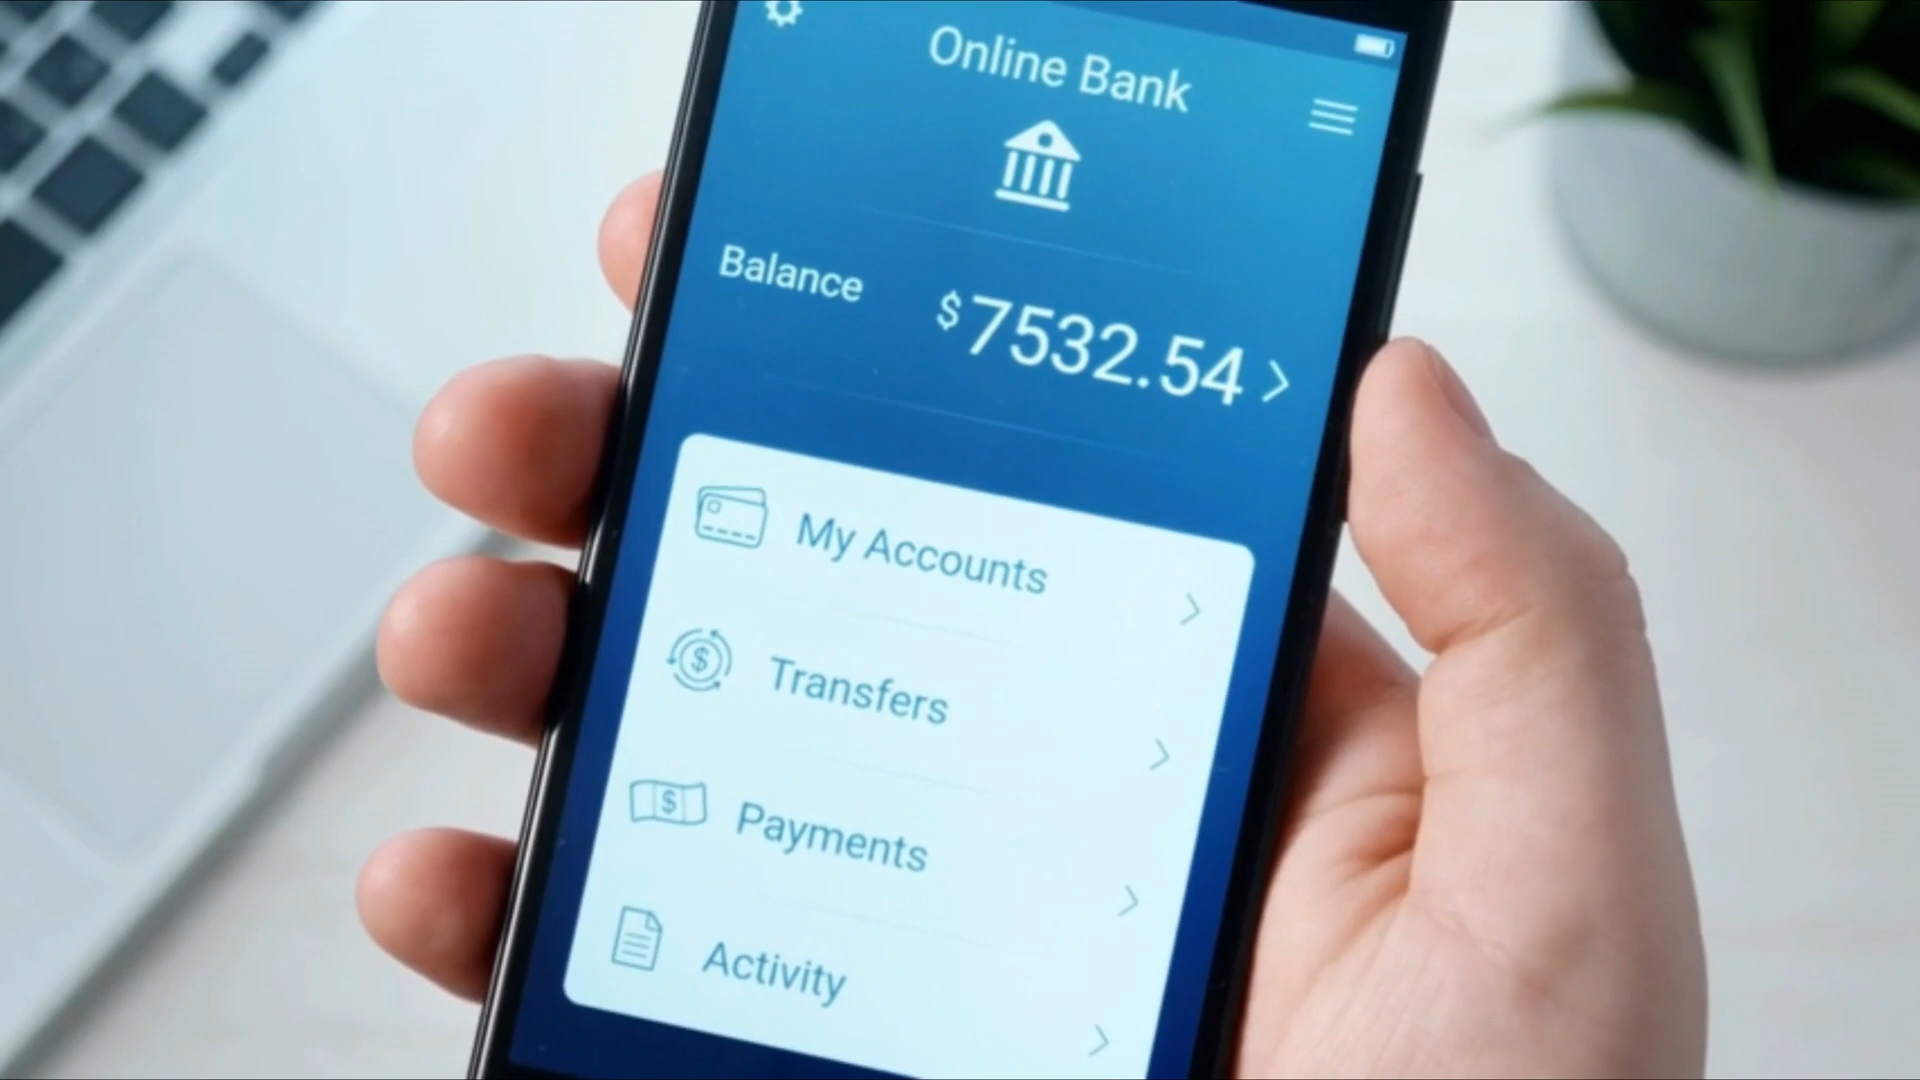 Online Bank
Balance $7532.54
My Accounts
Transfers
Payments
Activity